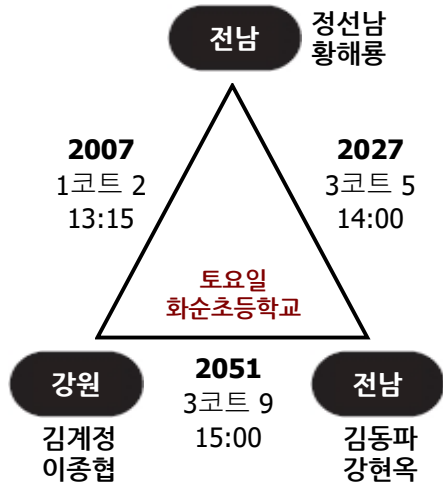 전남
정선남
황해룡
2007
1코트 2
13:15
2027
3코트 5
14:00
토요일
화순초등학교
강원
김계정
이종협
2051
3코트 9
15:00
전남
김동파
강현옥